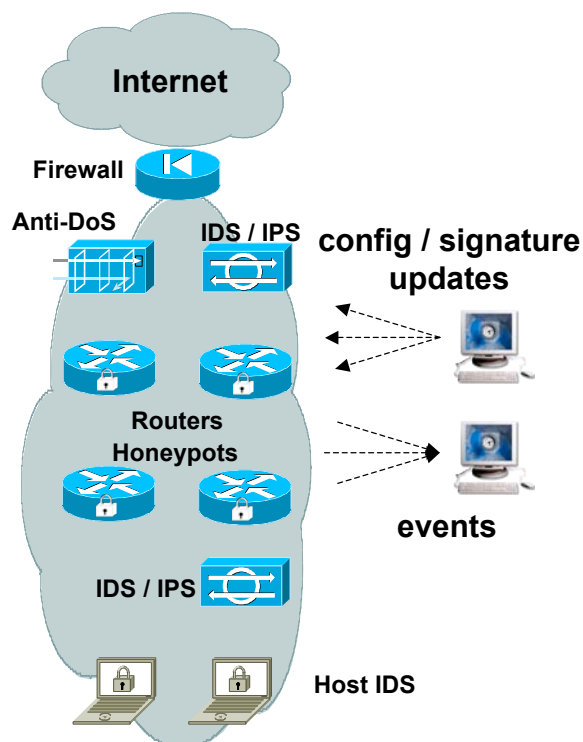 Internet
Firewall
Anti-DoS
IDS / IPS
config / signature
updates
Routers
Honeypots
events
IDS / IPS
Host IDS